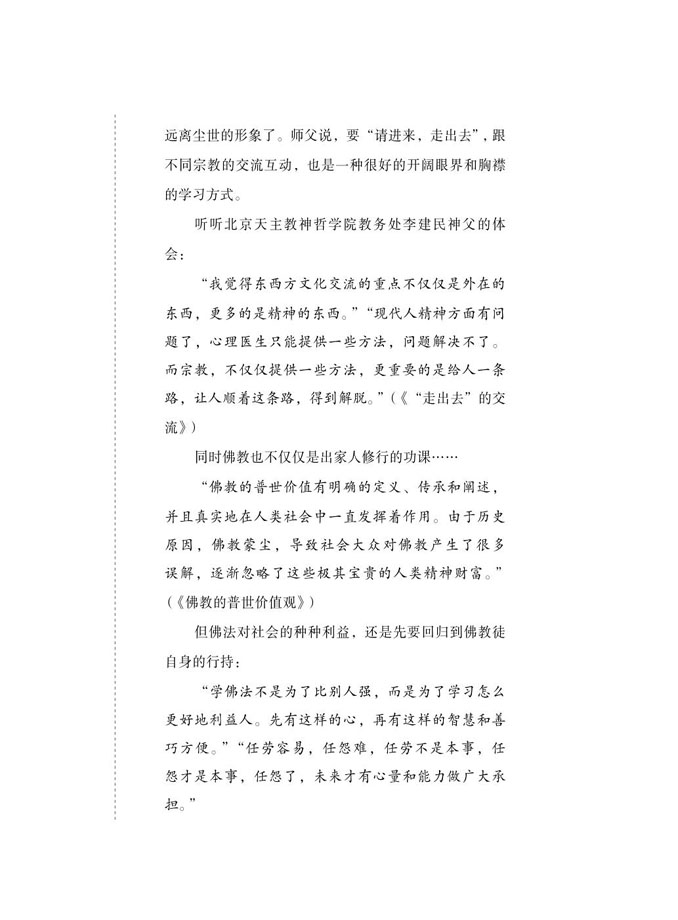 远离尘世的形象了。师父说，要“请进来，走出去”，跟
不同宗教的交流互动，也是一种很好的开阔眼界和胸襟
的学习方式。
听听北京天主教神哲学院教务处李建民神父的体
会：
“我觉得东西方文化交流的重点不仅仅是外在的
东西，更多的是精神的东西。”“现代人精神方面有问
题了，心理医生只能提供一些方法，问题解决不了。
而宗教，不仅仅提供一些方法，更重要的是给人一条
路，让人顺着这条路，得到解脱。”（《“走出去”的交
流》）
同时佛教也不仅仅是出家人修行的功课……
“佛教的普世价值有明确的定义、传承和阐述，
并且真实地在人类社会中一直发挥着作用。由于历史
原因，佛教蒙尘，导致社会大众对佛教产生了很多
误解，逐渐忽略了这些极其宝贵的人类精神财富。”
（《佛教的普世价值观》）
但佛法对社会的种种利益，还是先要回归到佛教徒
自身的行持：
“学佛法不是为了比别人强，而是为了学习怎么
更好地利益人。先有这样的心，再有这样的智慧和善
巧方便。”“任劳容易，任怨难，任劳不是本事，任
怨才是本事，任怨了，未来才有心量和能力做广大承
担。”